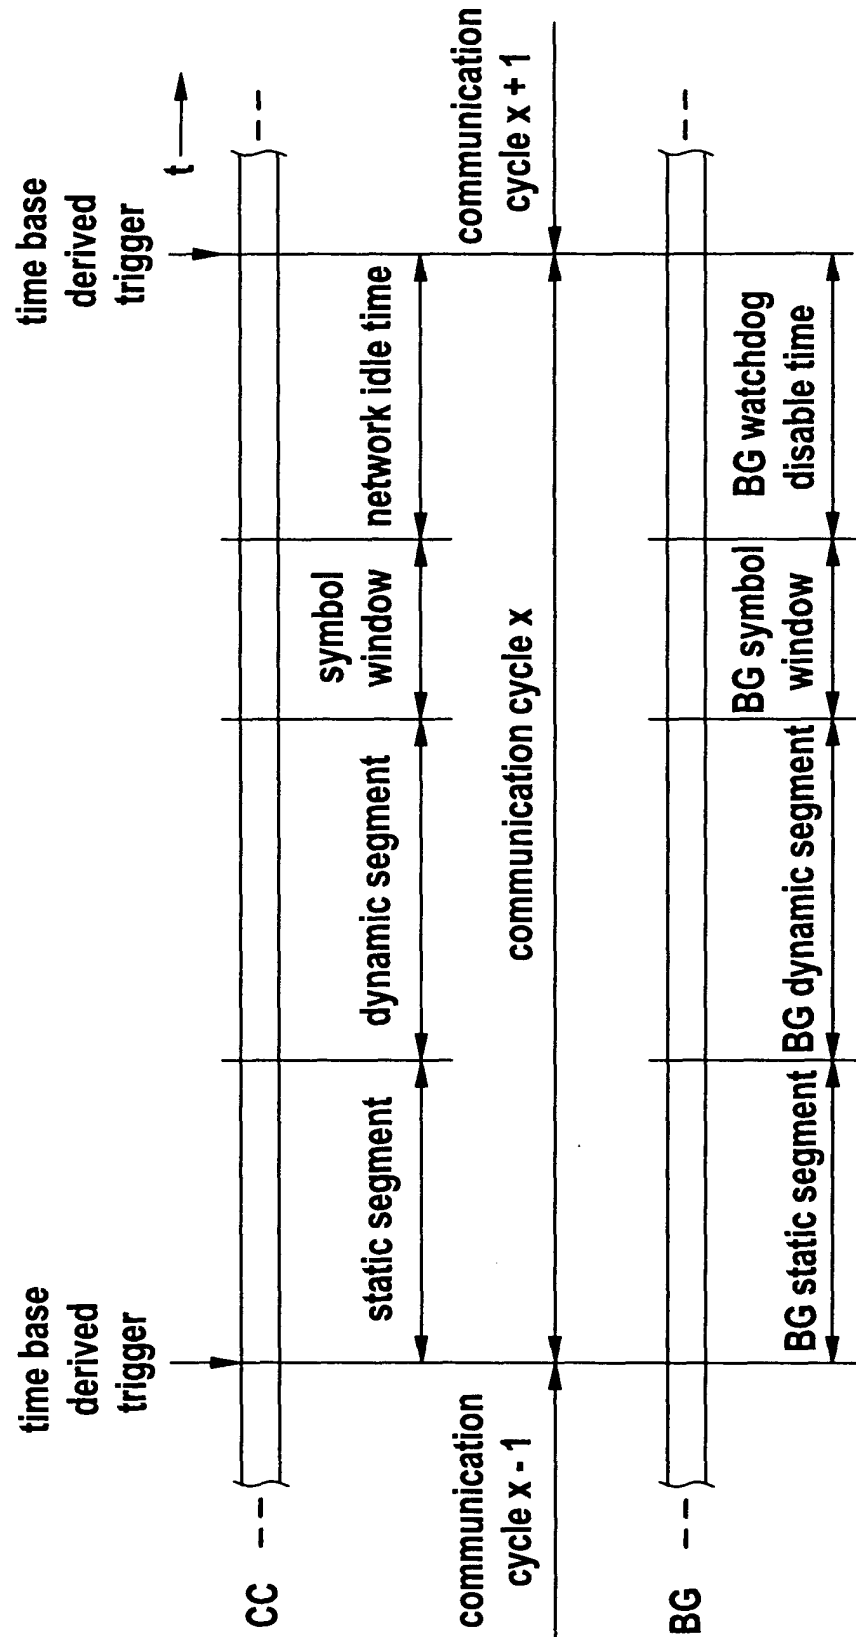 time base
derived
trigger
time base
derived
trigger
t
CC
static segment
dynamic segment
symbol
window
network idle time
communication
cycle x - 1
communication cycle x
communication
cycle x + 1
BG
BG static segment
BG dynamic segment
BG symbol
window
BG watchdog
disable time